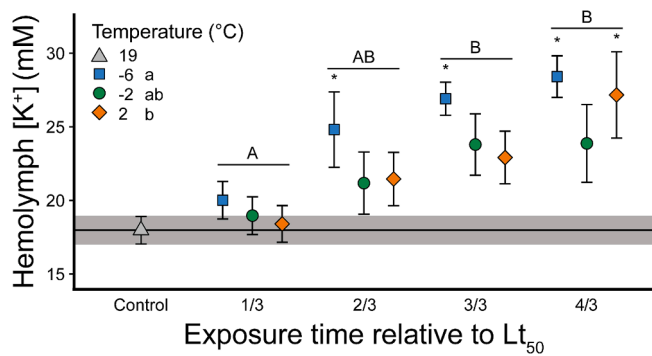 Temperature (°C)
19
-6 a
-2 ab
2 b
A
AB
B
B
*
*
*
*
Hemolymph [K⁺] (mM)
30
25
20
15
Control
1/3
2/3
3/3
4/3
Exposure time relative to Lt₅₀